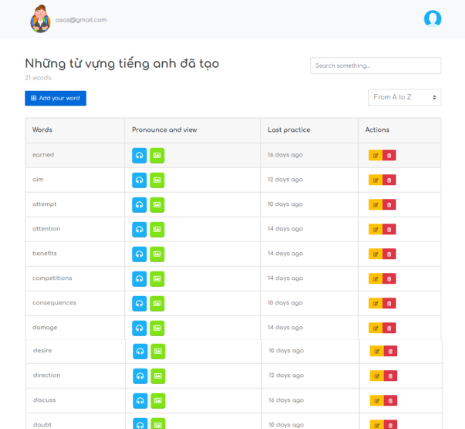 ascs@gmail.com
Những từ vựng tiếng anh đã tạo
21 words
Search something...
Add your word
From A to Z
Words Pronounce and view Last practice Actions
earned 16 days ago
aim 12 days ago
attempt 10 days ago
attention 14 days ago
benefits 14 days ago
competitions 14 days ago
consequences 18 days ago
damage 14 days ago
desire 10 days ago
direction 12 days ago
discuss 16 days ago
doubt 10 days ago